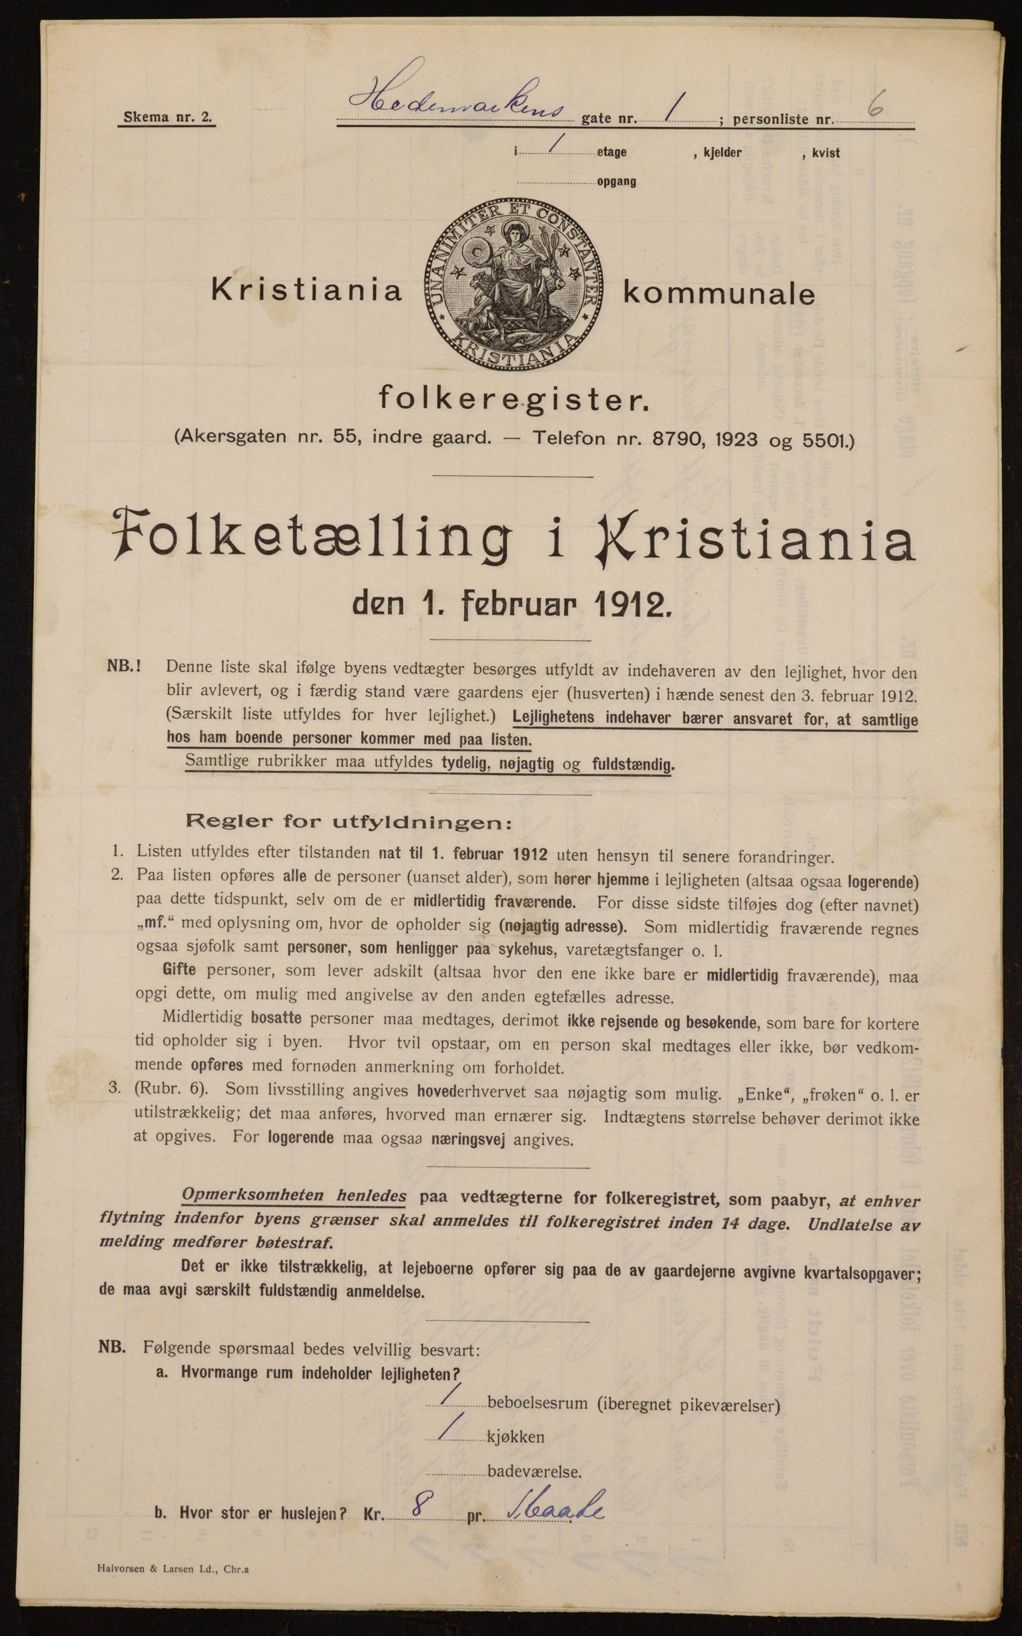 Skema nr. 2.
Hedemarkens gate nr. 1 ; personliste nr. 6
i 1 etage , kjelder , kvist
opgang
UNANIMITER ET CONSTANTER
KRISTIANIA
Kristiania kommunale
folkeregister.
(Akersgaten nr. 55, indre gaard. — Telefon nr. 8790, 1923 og 5501.)
Folketælling i Kristiania
den 1. februar 1912.
NB.! Denne liste skal ifølge byens vedtægter besørges utfyldt av indehaveren av den lejlighet, hvor den
blir avlevert, og i færdig stand være gaardens ejer (husverten) i hænde senest den 3. februar 1912.
(Særskilt liste utfyldes for hver lejlighet.) Lejlighetens indehaver bærer ansvaret for, at samtlige
hos ham boende personer kommer med paa listen.
Samtlige rubrikker maa utfyldes tydelig, nøjagtig og fuldstændig.
Regler for utfyldningen:
1. Listen utfyldes efter tilstanden nat til 1. februar 1912 uten hensyn til senere forandringer.
2. Paa listen opføres alle de personer (uanset alder), som hører hjemme i lejligheten (altsaa ogsaa logerende)
paa dette tidspunkt, selv om de er midlertidig fraværende. For disse sidste tilføjes dog (efter navnet)
„mf.“ med oplysning om, hvor de opholder sig (nøjagtig adresse). Som midlertidig fraværende regnes
ogsaa sjøfolk samt personer, som henligger paa sykehus, varetægtsfanger o. l.
Gifte personer, som lever adskilt (altsaa hvor den ene ikke bare er midlertidig fraværende), maa
opgi dette, om mulig med angivelse av den anden egtefælles adresse.
Midlertidig bosatte personer maa medtages, derimot ikke rejsende og besøkende, som bare for kortere
tid opholder sig i byen. Hvor tvil opstaar, om en person skal medtages eller ikke, bør vedkom-
mende opføres med fornøden anmerkning om forholdet.
3. (Rubr. 6). Som livsstilling angives hovederhvervet saa nøjagtig som mulig. „Enke“, „frøken“ o. l. er
utilstrækkelig; det maa anføres, hvorved man ernærer sig. Indtægtens størrelse behøver derimot ikke
at opgives. For logerende maa ogsaa næringsvej angives.
Opmerksomheten henledes paa vedtægterne for folkeregistret, som paabyr, at enhver
flytning indenfor byens grænser skal anmeldes til folkeregistret inden 14 dage. Undlatelse av
melding medfører bøtestraf.
Det er ikke tilstrækkelig, at lejeboerne opfører sig paa de av gaardejerne avgivne kvartalsopgaver;
de maa avgi særskilt fuldstændig anmeldelse.
NB. Følgende spørsmaal bedes velvillig besvart:
a. Hvormange rum indeholder lejligheten?
1 beboelsesrum (iberegnet pikeværelser)
1 kjøkken
badeværelse.
b. Hvor stor er huslejen? Kr. 8 pr. Maade
Halvorsen & Larsen Ld., Chr.a